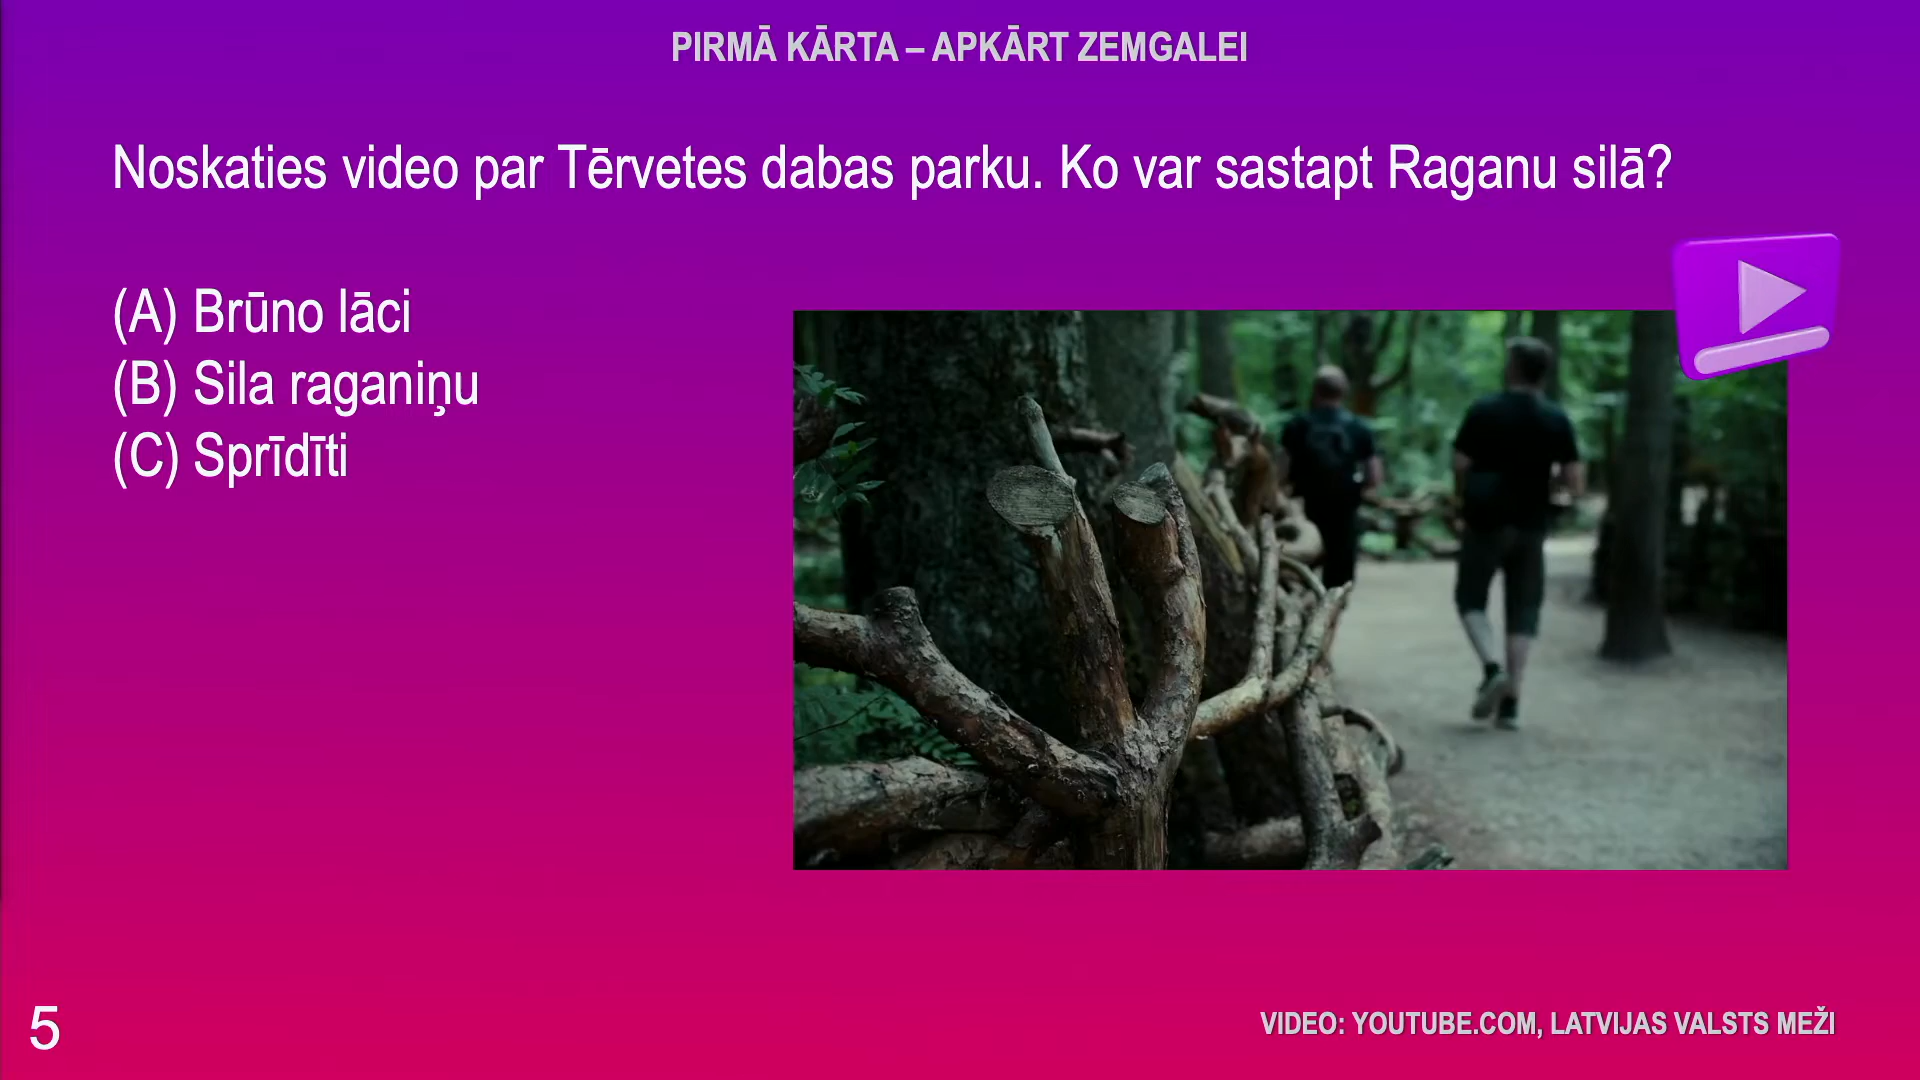 PIRMĀ KĀRTA – APKĀRT ZEMGALEI
Noskaties video par Tērvetes dabas parku. Ko var sastapt Raganu silā?
(A) Brūno lāci
(B) Sila raganiņu
(C) Sprīdīti
5
VIDEO: YOUTUBE.COM, LATVIJAS VALSTS MEŽI